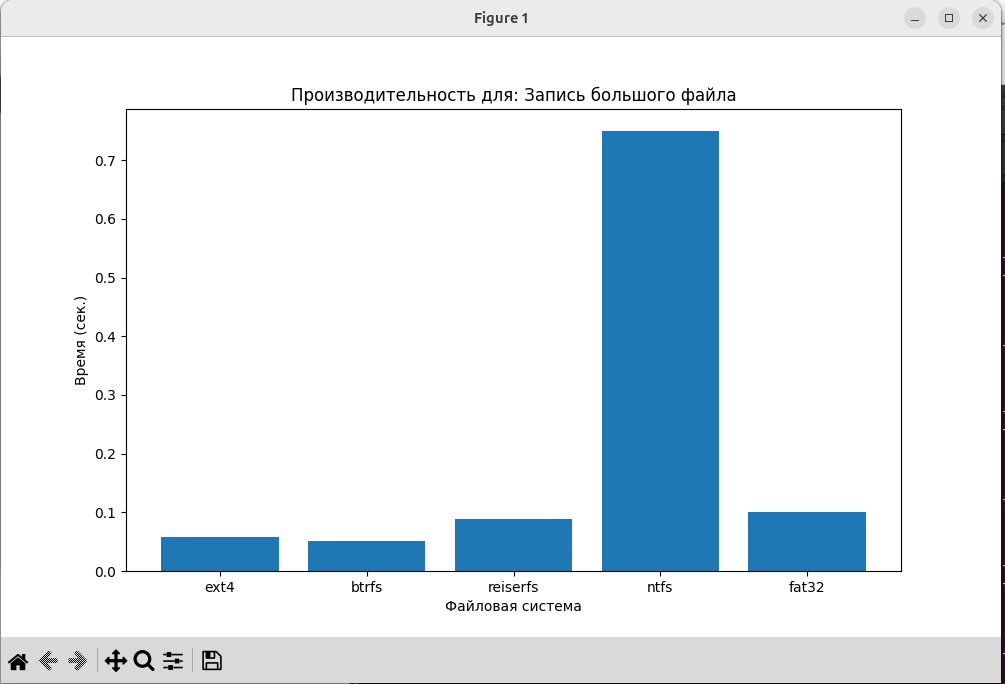 Figure 1
Производительность для: Запись большого файла
0.7
0.6
0.5
0.4
0.3
0.2
0.1
0.0
Время (сек.)
ext4 btrfs reiserfs ntfs fat32
Файловая система